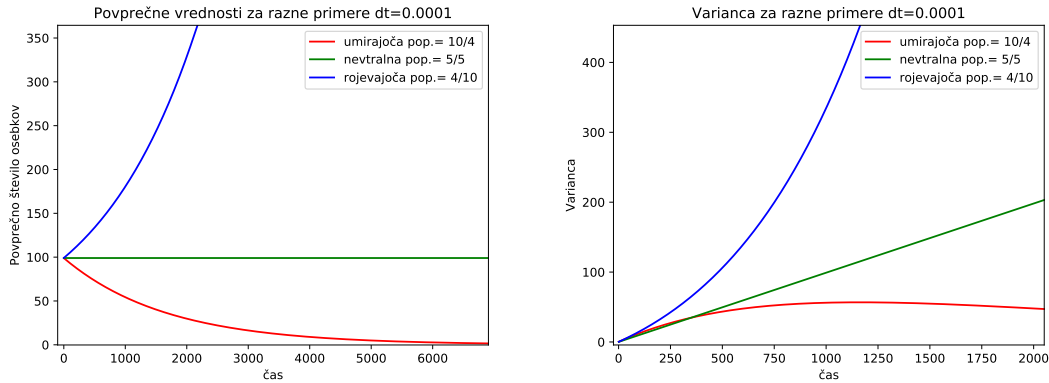 Povprečne vrednosti za razne primere dt=0.0001
Povprečno število osebkov
350
300
250
200
150
100
50
0
umirajoča pop.= 10/4
nevtralna pop.= 5/5
rojevajoča pop.= 4/10
0 1000 2000 3000 4000 5000 6000
čas
Varianca za razne primere dt=0.0001
Varianca
400
300
200
100
0
umirajoča pop.= 10/4
nevtralna pop.= 5/5
rojevajoča pop.= 4/10
0 250 500 750 1000 1250 1500 1750 2000
čas